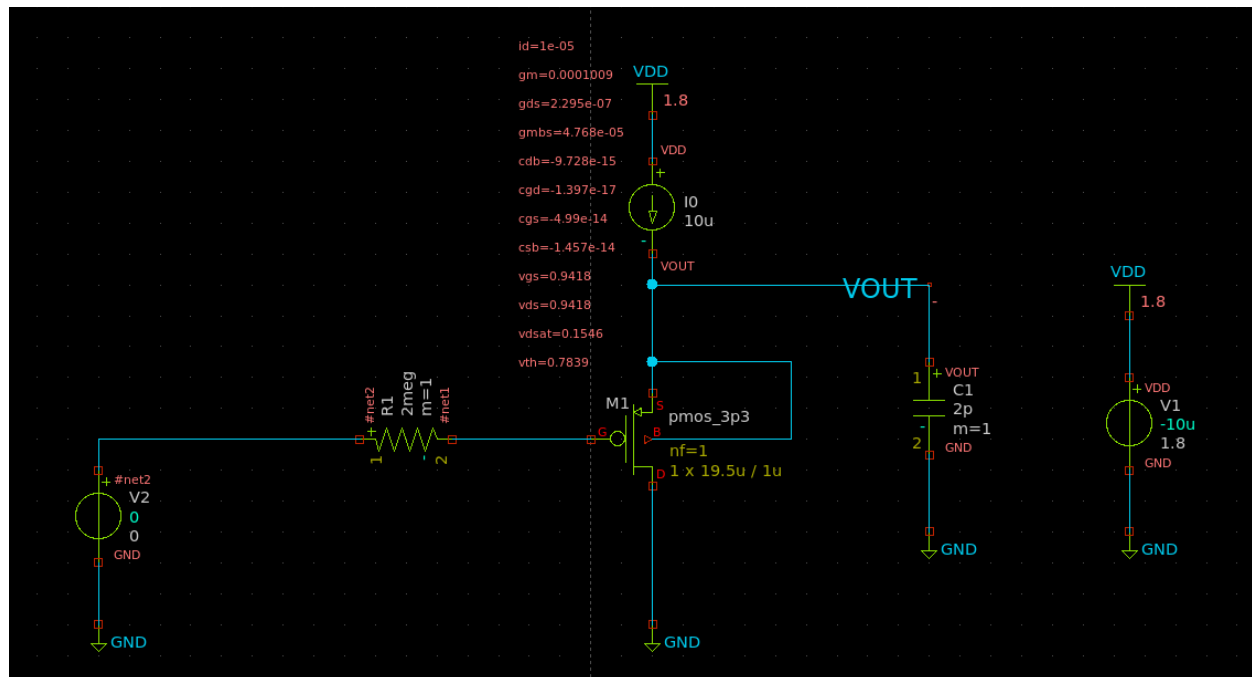 id=1e-05
gm=0.0001009
gds=2.295e-07
gmbs=4.768e-05
cdb=-9.728e-15
cgd=-1.397e-17
cgs=-4.99e-14
csb=-1.457e-14
vgs=0.9418
vds=0.9418
vdsat=0.1546
vth=0.7839
VDD
1.8
VDD
+
I0
10u
-
VOUT
VOUT
-
M1
S
G
B
D
pmos_3p3
nf=1
1 x 19.5u / 1u
GND
#net2
R1
2meg
m=1
#net1
+
-
1
2
+ #net2
V2
0
0
GND
GND
1
+ VOUT
C1
2p
-
m=1
2
GND
GND
VDD
1.8
VDD
+
V1
-10u
1.8
GND
GND